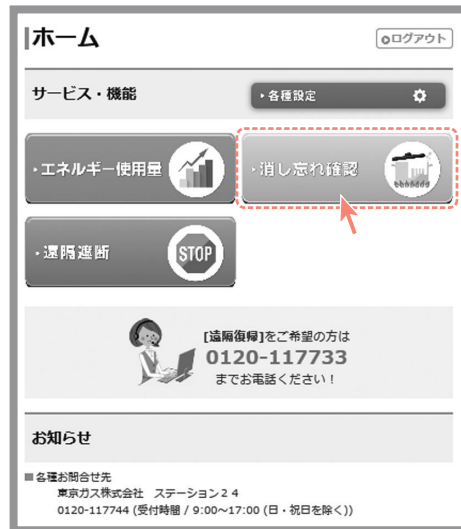 ホーム
ログアウト
サービス・機能
・各種設定
・エネルギー使用量
・消し忘れ確認
・遠隔遮断
STOP
[遠隔復帰]をご希望の方は
0120-117733
までお電話ください！
お知らせ
■各種お問合せ先
東京ガス株式会社　ステーション２４
0120-117744 (受付時間 / 9:00～17:00 (日・祝日を除く))